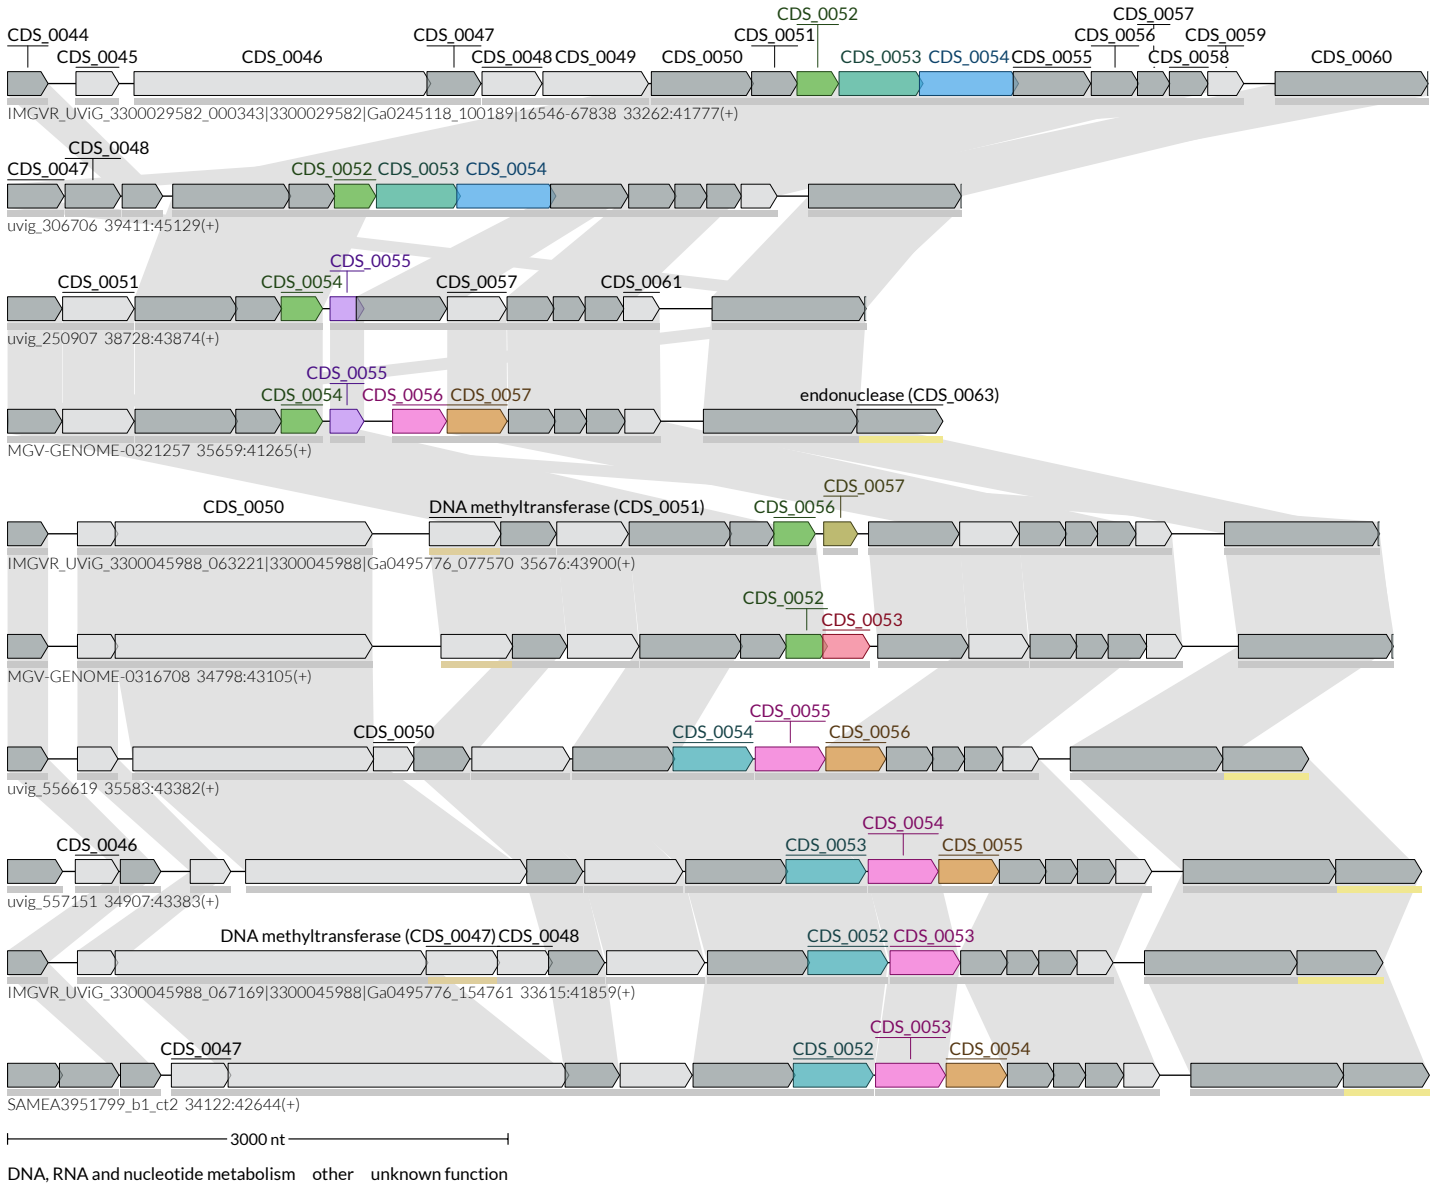 CDS_0052 CDS_0057
CDS_0044 CDS_0047 CDS_0051 CDS_0056 CDS_0059
CDS_0045 CDS_0046 CDS_0048 CDS_0049 CDS_0050 CDS_0053 CDS_0054 CDS_0055 CDS_0058 CDS_0060
IMGVR_UViG_3300029582_000343|3300029582|Ga0245118_100189|16546-67838 33262:41777(+)
CDS_0048
CDS_0047 CDS_0052 CDS_0053 CDS_0054
uvig_306706 39411:45129(+)
CDS_0055
CDS_0051 CDS_0054 CDS_0057 CDS_0061
uvig_250907 38728:43874(+)
CDS_0055
CDS_0054 CDS_0056 CDS_0057 endonuclease (CDS_0063)
MGV-GENOME-0321257 35659:41265(+)
CDS_0057
CDS_0050 DNA methyltransferase (CDS_0051) CDS_0056
IMGVR_UViG_3300045988_063221|3300045988|Ga0495776_077570 35676:43900(+)
CDS_0052
CDS_0053
MGV-GENOME-0316708 34798:43105(+)
CDS_0055
CDS_0050 CDS_0054 CDS_0056
uvig_556619 35583:43382(+)
CDS_0054
CDS_0046 CDS_0053 CDS_0055
uvig_557151 34907:43383(+)
DNA methyltransferase (CDS_0047) CDS_0048 CDS_0052 CDS_0053
IMGVR_UViG_3300045988_067169|3300045988|Ga0495776_154761 33615:41859(+)
CDS_0053
CDS_0047 CDS_0052 CDS_0054
SAMEA3951799_b1_ct2 34122:42644(+)
3000 nt
DNA, RNA and nucleotide metabolism other unknown function